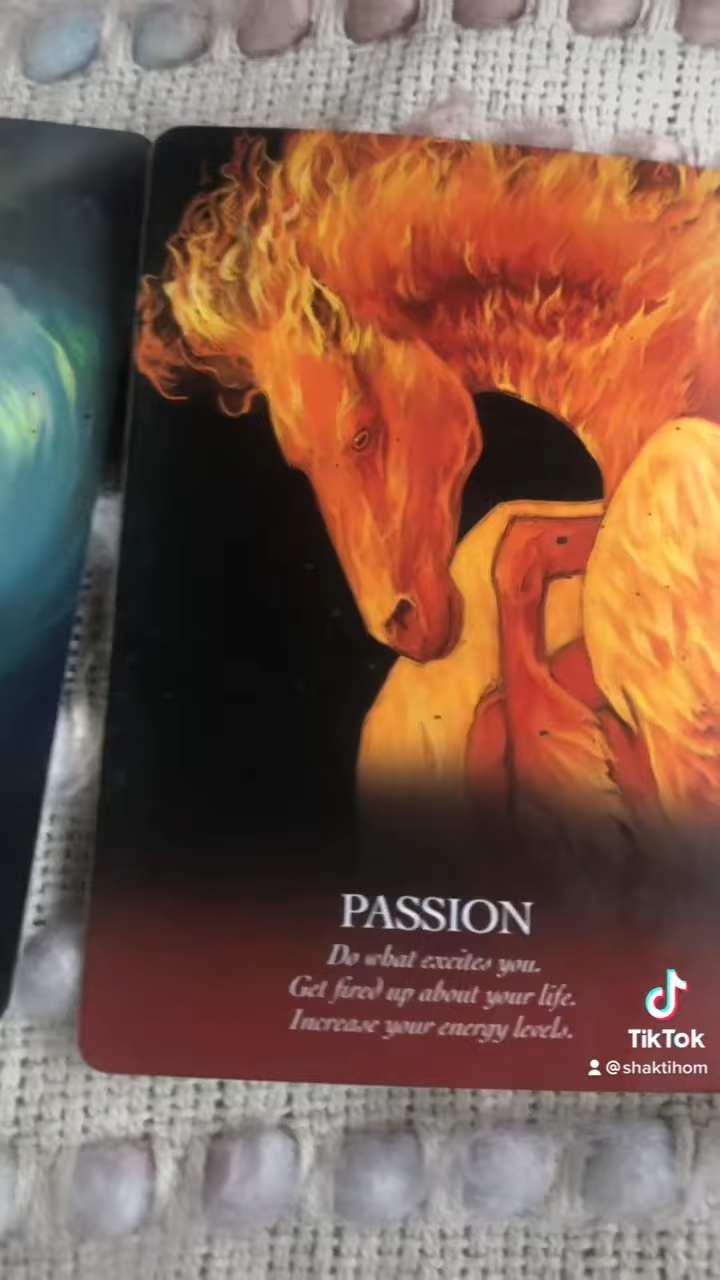 PASSION
Do what excites you.
Get fired up about your life.
Increase your energy levels.
TikTok
@shaktihom